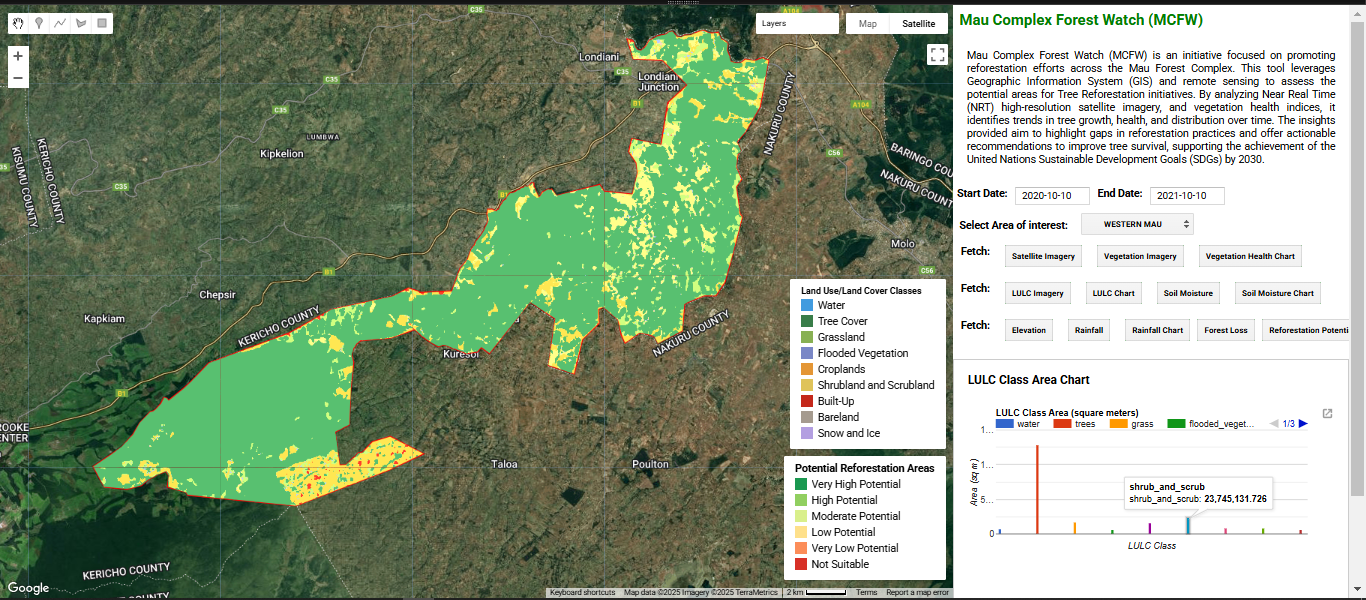 Layers
Map
Satellite
+
−
C35
A104
Londiani
C35
Londiani
Junction
B1
NAKURU COUNTY
A104
C35
C35
LUMBWA
Kipkelion
C56
BARINGO COU
NAKURU COUNT
KISUMU COUNTY
KERICHO COUNTY
C35
B1
Molo
C56
B1
Chepsir
KERICHO COUNTY
Kapkiam
Kuresoi
NAKURU COUNTY
B1
ROOKE
ENTER
Taloa
Poulton
KERICHO COUNTY
Google
Keyboard shortcuts
Map data ©2025 Imagery ©2025 TerraMetrics
2 km
Terms
Report a map error
Land Use/Land Cover Classes
Water
Tree Cover
Grassland
Flooded Vegetation
Croplands
Shrubland and Scrubland
Built-Up
Bareland
Snow and Ice
Potential Reforestation Areas
Very High Potential
High Potential
Moderate Potential
Low Potential
Very Low Potential
Not Suitable
Mau Complex Forest Watch (MCFW)
Mau Complex Forest Watch (MCFW) is an initiative focused on promoting
reforestation efforts across the Mau Forest Complex. This tool leverages
Geographic Information System (GIS) and remote sensing to assess the
potential areas for Tree Reforestation initiatives. By analyzing Near Real Time
(NRT) high-resolution satellite imagery, and vegetation health indices, it
identifies trends in tree growth, health, and distribution over time. The insights
provided aim to highlight gaps in reforestation practices and offer actionable
recommendations to improve tree survival, supporting the achievement of the
United Nations Sustainable Development Goals (SDGs) by 2030.
Start Date: 2020-10-10 End Date: 2021-10-10
Select Area of interest: WESTERN MAU
Fetch: Satellite Imagery Vegetation Imagery Vegetation Health Chart
Fetch: LULC Imagery LULC Chart Soil Moisture Soil Moisture Chart
Fetch: Elevation Rainfall Rainfall Chart Forest Loss Reforestation Potenti
LULC Class Area Chart
LULC Class Area (square meters)
water trees grass flooded_veget... 1/3
1...
1...
5...
0
Area (sq m)
shrub_and_scrub
shrub_and_scrub: 23,745,131.726
LULC Class